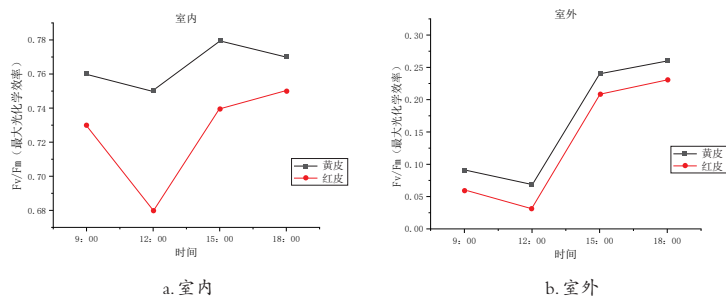 室内
Fv/Fm (最大光化学效率)
0.78
0.76
0.74
0.72
0.70
0.68
黄皮
红皮
9: 00
12: 00
15: 00
18: 00
时间
a.室内
室外
Fv/Fm (最大光化学效率)
0.30
0.25
0.20
0.15
0.10
0.05
0.00
黄皮
红皮
9: 00
12: 00
15: 00
18: 00
时间
b.室外